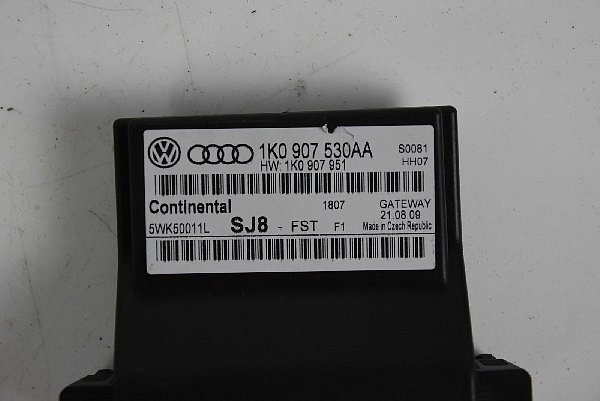 1K0 907 530AA S0081
HW: 1K0 907 951 HH07
Continental 1807 GATEWAY
21.08.09
5WK50011L SJ8 - FST F1 Made in Czech Republic